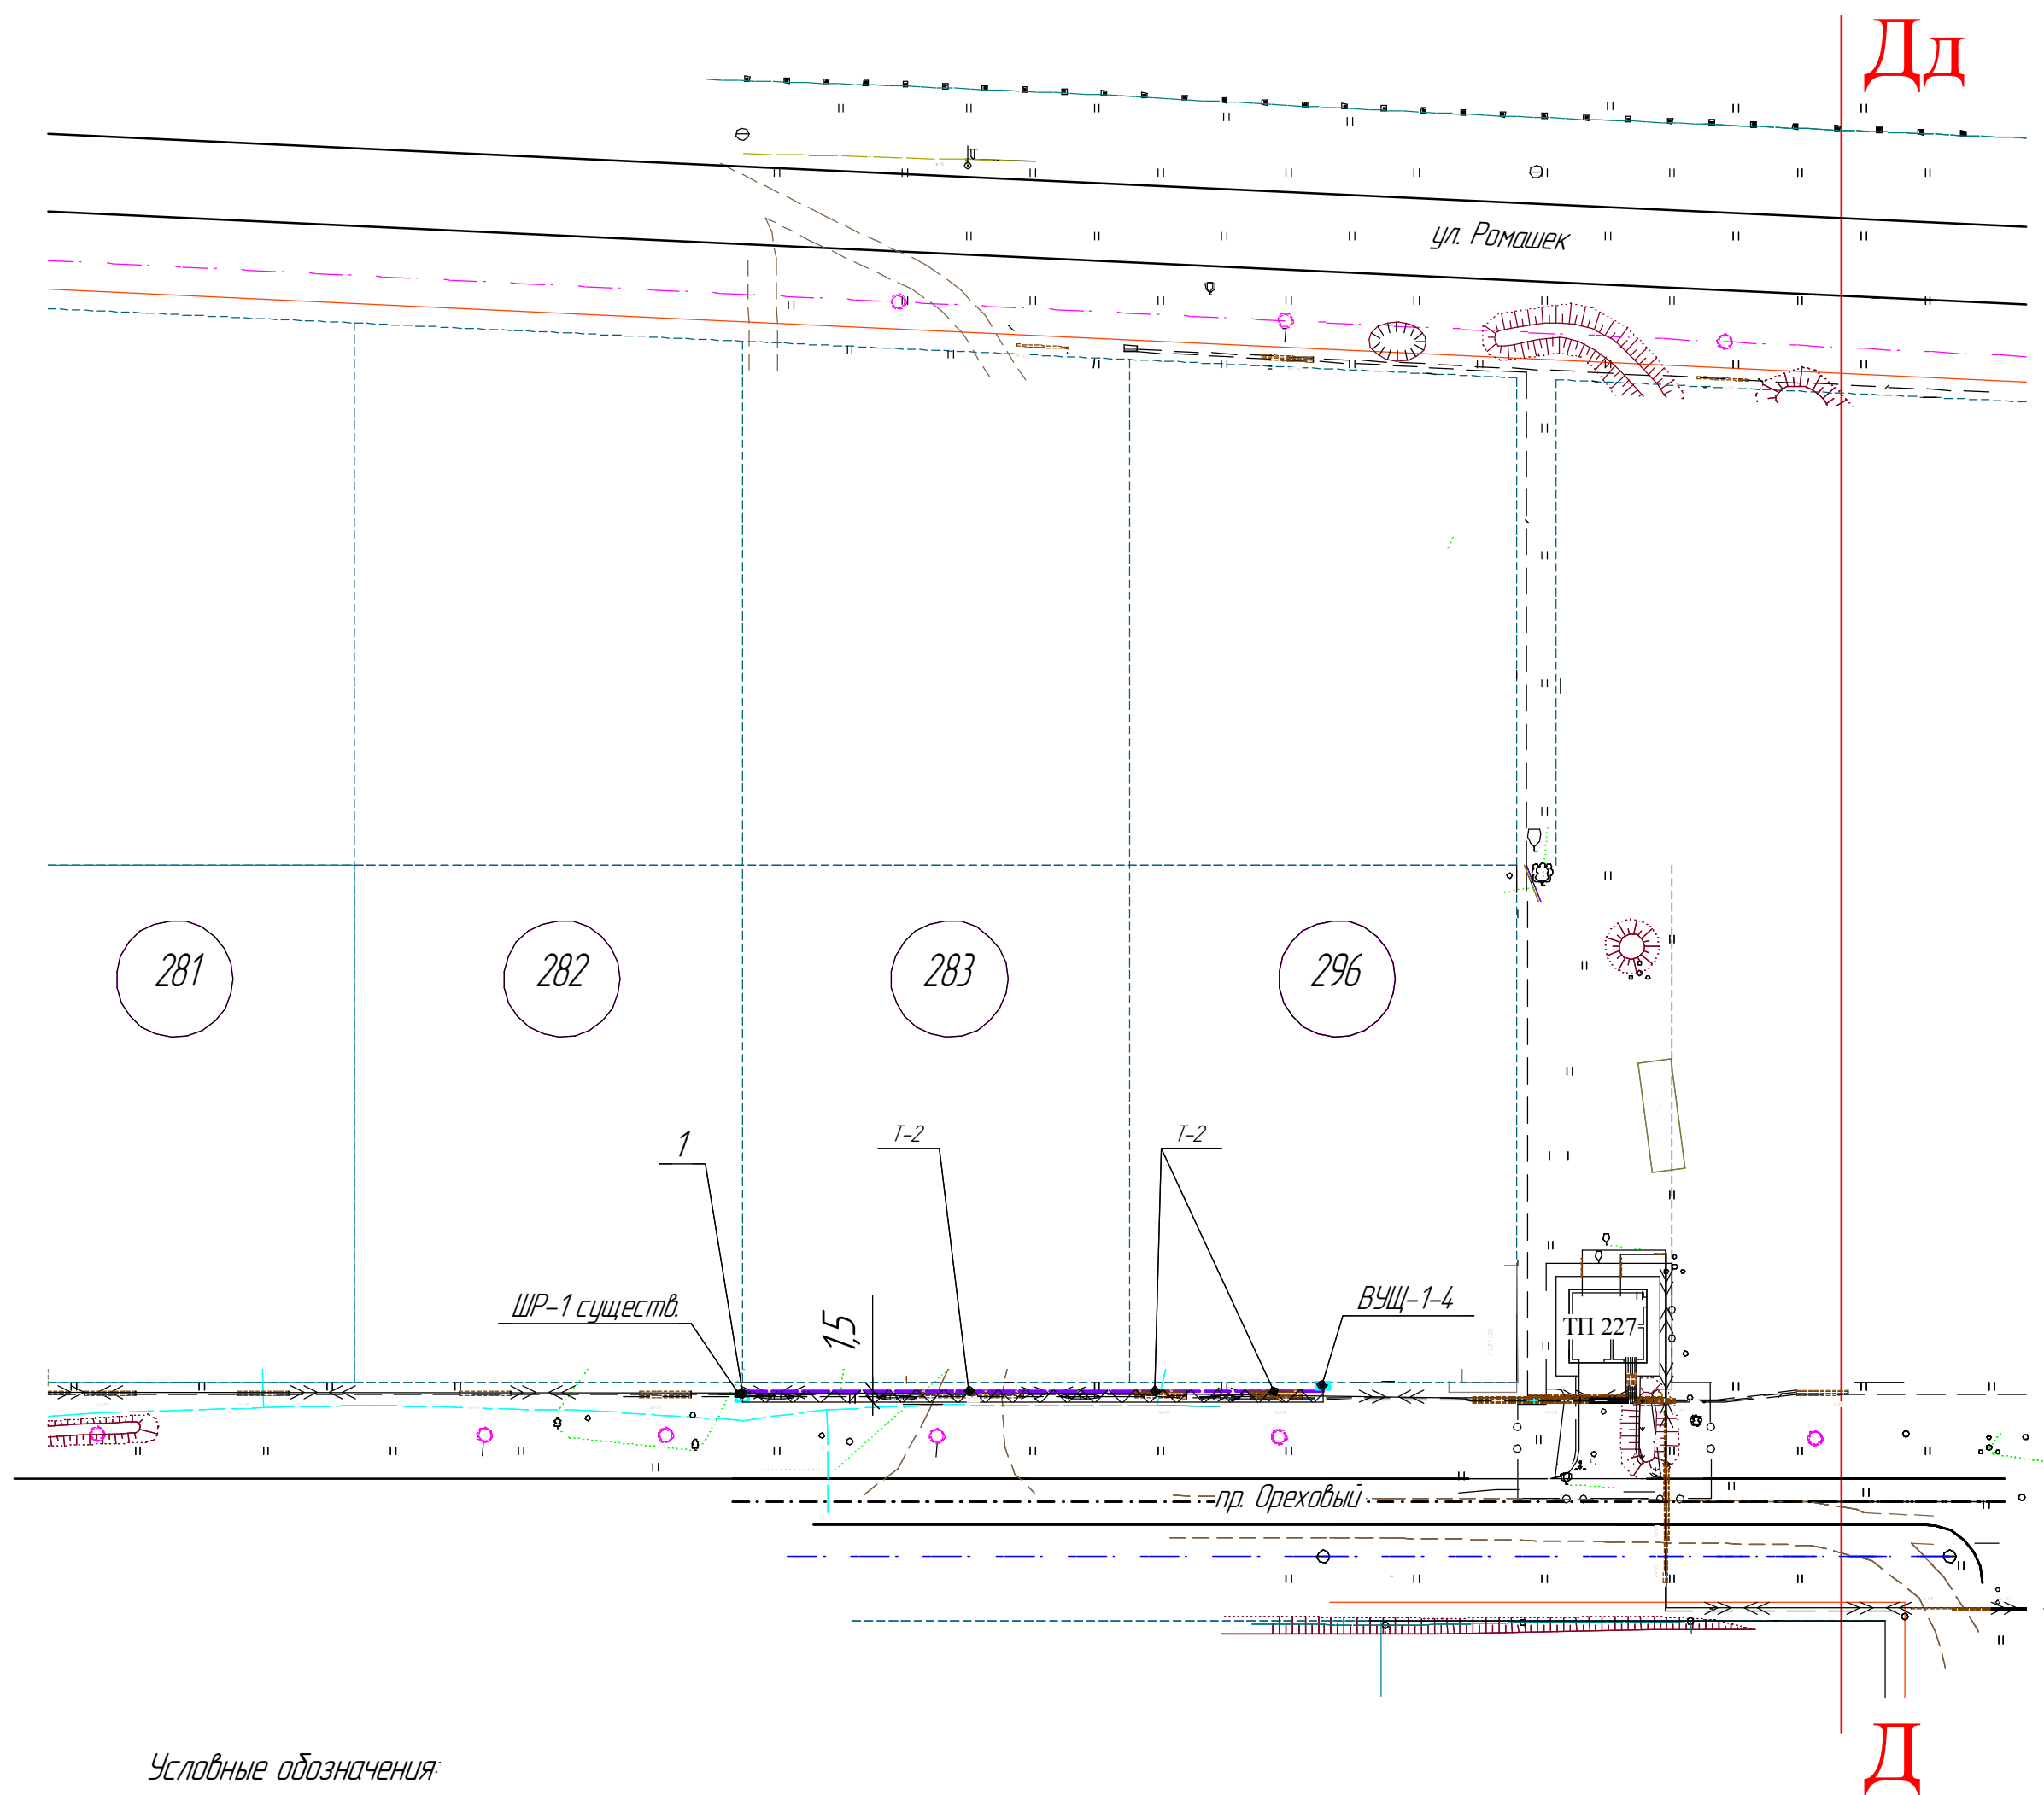 Дд
ул. Ромашек
281
282
283
296
1
Т-2
Т-2
ШР-1 существ.
1,5
ВУЩ-1-4
ТП 227
пр. Ореховый
Д
Условные обозначения: